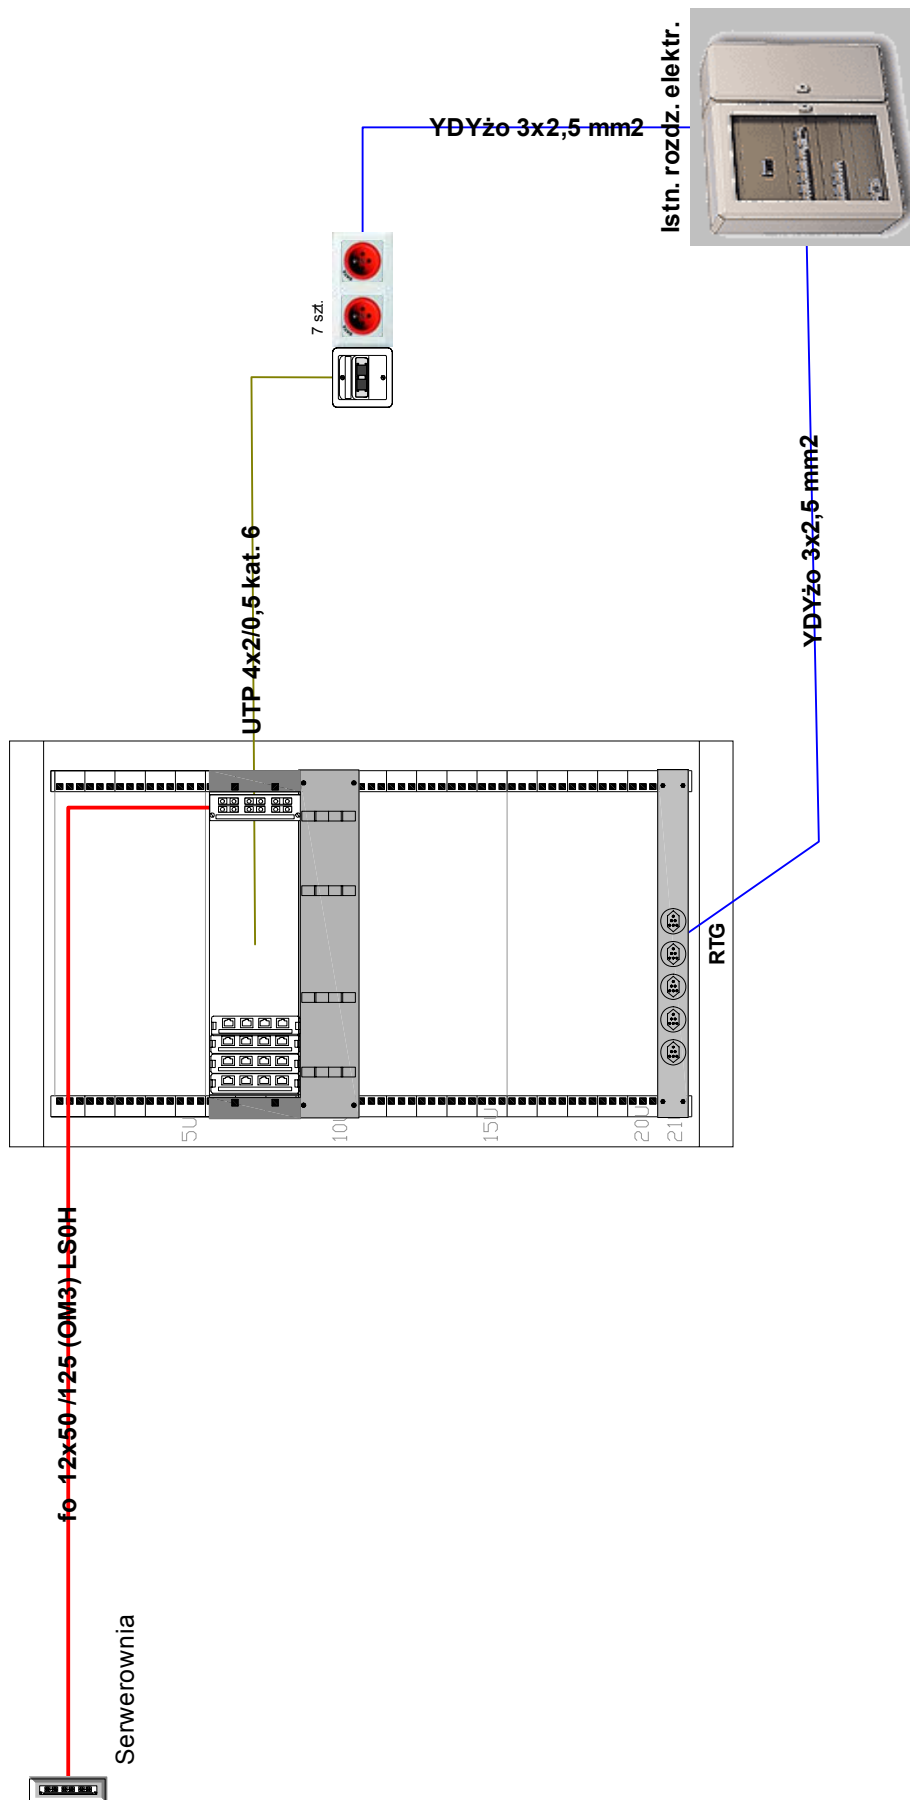 Istn. rozdz. elektr.
YDYżo 3x2,5 mm2
7 szt.
YDYżo 3x2,5 mm2
UTP 4x2/0,5 kat. 6
RTG
5U
10
15U
20U
21
fo 12x50 /125 (OM3) LS0H
Serwerownia